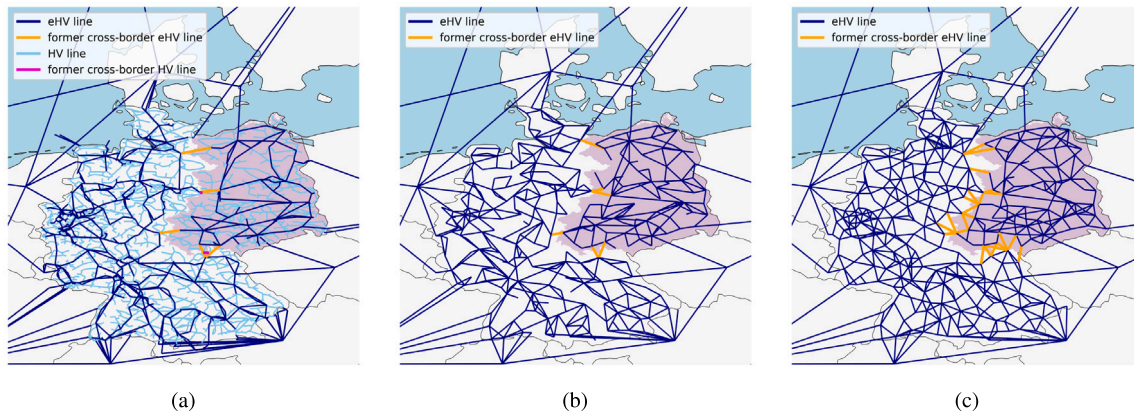 eHV line
former cross-border eHV line
HV line
former cross-border HV line
eHV line
former cross-border eHV line
eHV line
former cross-border eHV line
(a)
(b)
(c)